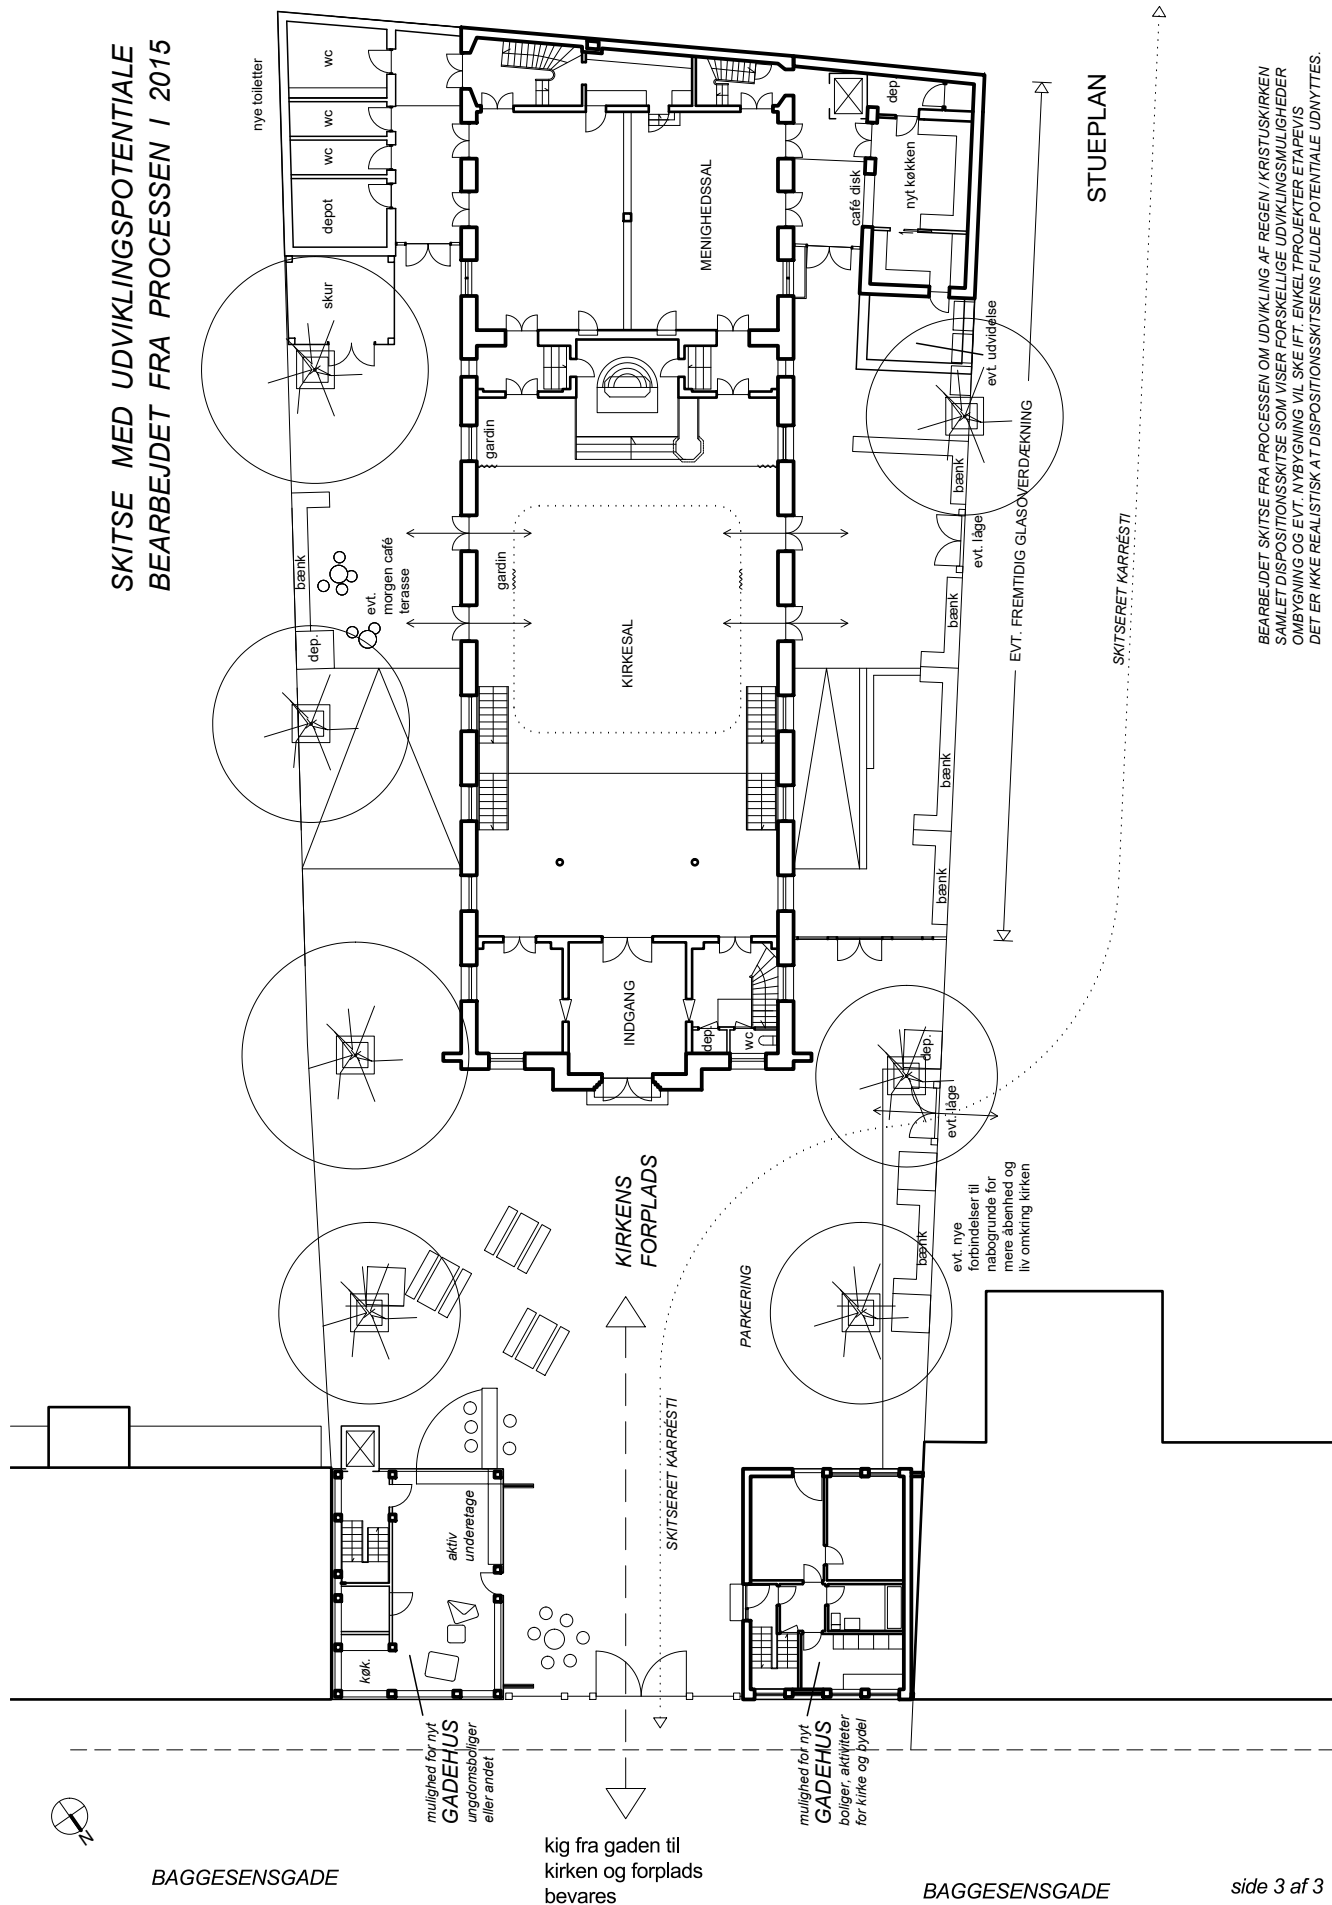 SKITSE MED UDVIKLINGSPOTENTIALE
BEARBEJDET FRA PROCESSEN I 2015
nye toiletter
wc
wc
wc
depot
skur
MENIGHEDSSAL
café disk
dep
nyt køkken
STUEPLAN
evt. udvidelse
gardin
gardin
bænk
evt.
morgen café
terasse
dep.
KIRKESAL
bænk
evt. låge
bænk
bænk
bænk
EVT. FREMTIDIG GLASOVERDÆKNING
SKITSERET KARRÉSTI
BEARBEJDET SKITSE FRA PROCESSEN OM UDVIKLING AF REGEN / KRISTUSKIRKEN
SAMLET DISPOSITIONSSKITSE SOM VISER FORSKELLIGE UDVIKLINGSMULIGHEDER
OMBYGNING OG EVT. NYBYGNING VIL SKE IFT. ENKELTPROJEKTER ETAPEVIS
DET ER IKKE REALISTISK AT DISPOSITIONSSKITSENS FULDE POTENTIALE UDNYTTES.
INDGANG
dep.
wc
dep.
evt. låge
KIRKENS
FORPLADS
bænk
evt. nye
forbindelser til
nabogrunde for
mere åbenhed og
liv omkring kirken
PARKERING
SKITSERET KARRÉSTI
aktiv
underetage
køk.
mulighed for nyt
GADEHUS
ungdomsboliger
eller andet
mulighed for nyt
GADEHUS
boliger, aktiviteter
for kirke og bydel
N
kig fra gaden til
kirken og forplads
bevares
BAGGESENSGADE
BAGGESENSGADE
side 3 af 3